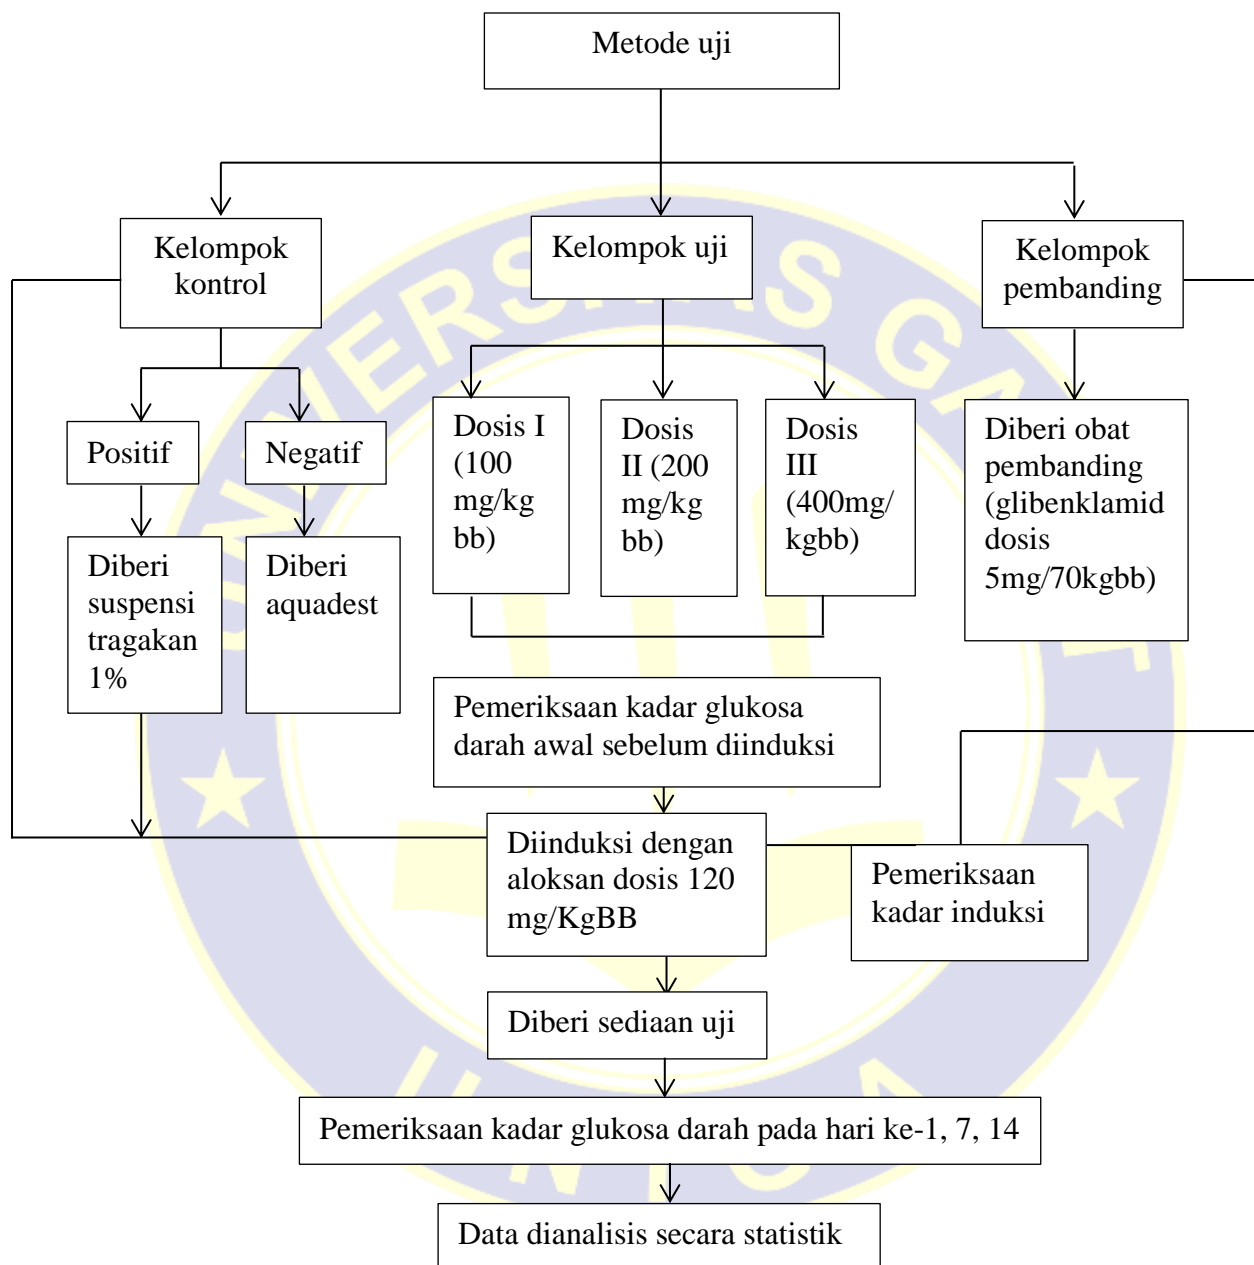 Metode uji
Kelompok
kontrol
Kelompok uji
Kelompok
pembanding
Positif
Negatif
Dosis I
(100
mg/kg
bb)
Dosis
II (200
mg/kg
bb)
Dosis
III
(400mg/
kgbb)
Diberi obat
pembanding
(glibenklamid
dosis
5mg/70kgbb)
Diberi
suspensi
tragakan
1%
Diberi
aquadest
Pemeriksaan kadar glukosa
darah awal sebelum diinduksi
Diinduksi dengan
aloksan dosis 120
mg/KgBB
Pemeriksaan
kadar induksi
Diberi sediaan uji
Pemeriksaan kadar glukosa darah pada hari ke-1, 7, 14
Data dianalisis secara statistik